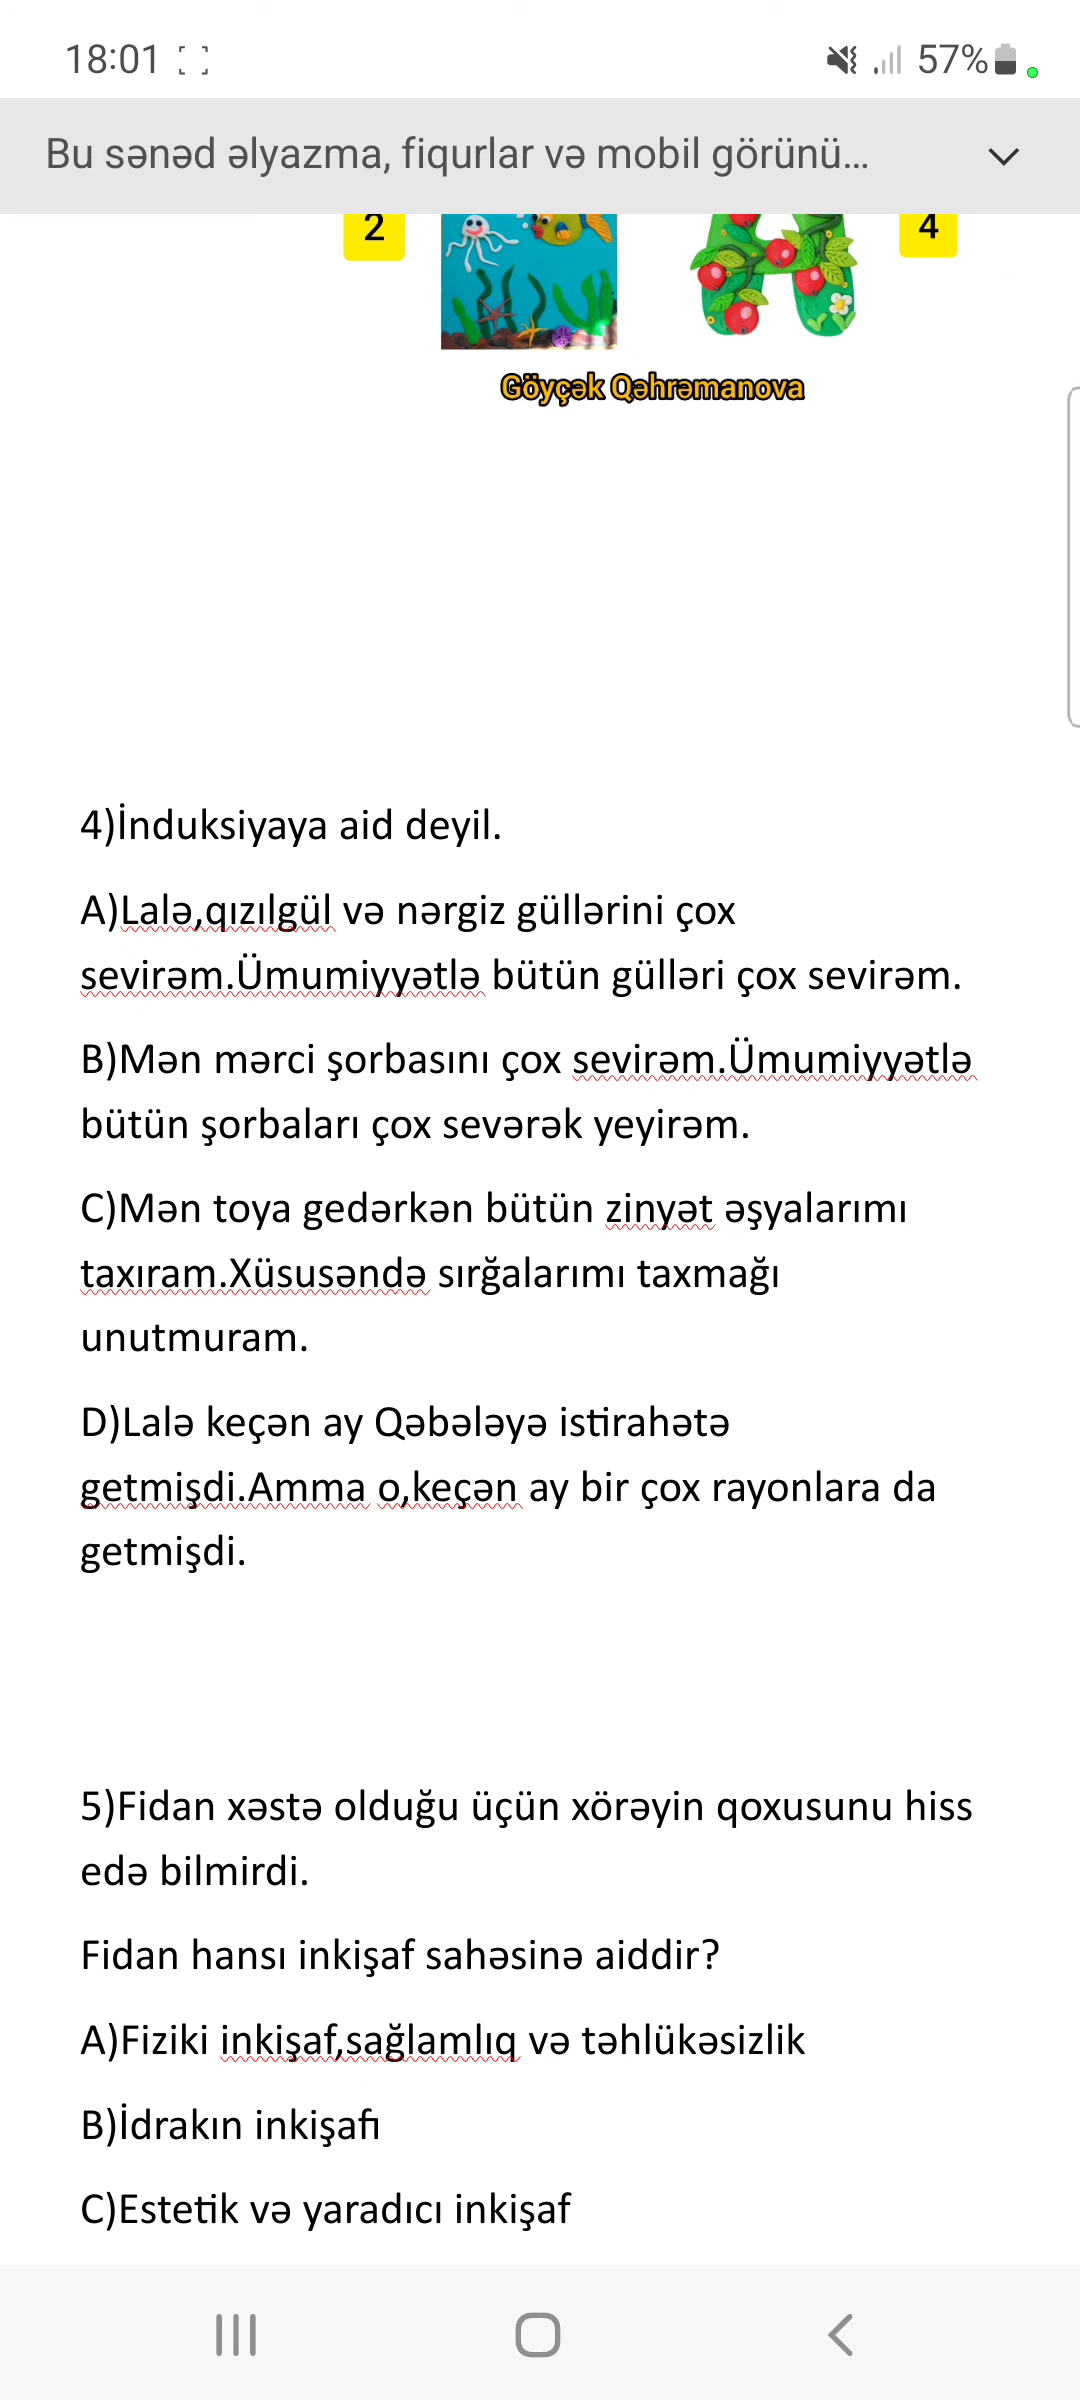 18:01
57%
Bu sənəd əlyazma, fiqurlar və mobil görünü...
2
4
Göyçək Qəhrəmanova
4)İnduksiyaya aid deyil.
A)Lalə,qızılgül və nərgiz güllərini çox
sevirəm.Ümumiyyətlə bütün gülləri çox sevirəm.
B)Mən mərci şorbasını çox sevirəm.Ümumiyyətlə
bütün şorbaları çox sevərək yeyirəm.
C)Mən toya gedərkən bütün zinyət əşyalarımı
taxıram.Xüsusəndə sırğalarımı taxmağı
unutmuram.
D)Lalə keçən ay Qəbələyə istirahətə
getmişdi.Amma o,keçən ay bir çox rayonlara da
getmişdi.
5)Fidan xəstə olduğu üçün xörəyin qoxusunu hiss
edə bilmirdi.
Fidan hansı inkişaf sahəsinə aiddir?
A)Fiziki inkişaf,sağlamlıq və təhlükəsizlik
B)İdrakın inkişafı
C)Estetik və yaradıcı inkişaf